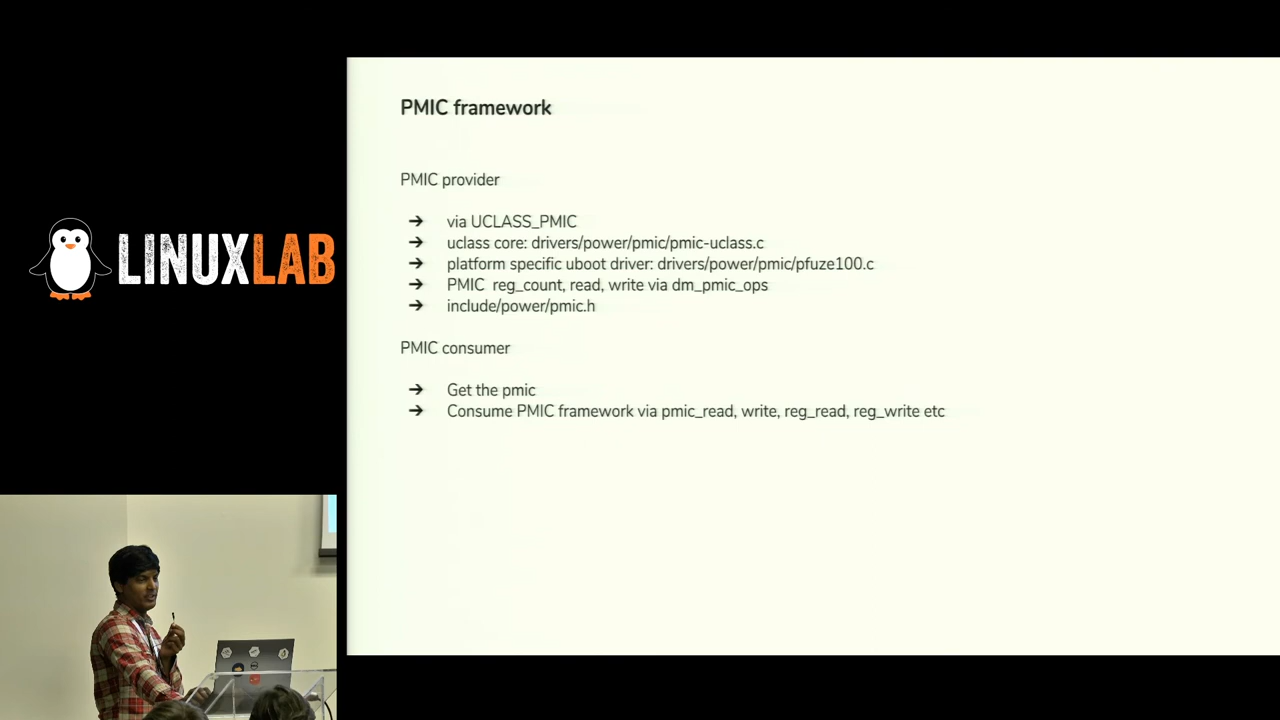 LINUXLAB
PMIC framework
PMIC provider
➔ via UCLASS_PMIC
➔ uclass core: drivers/power/pmic/pmic-uclass.c
➔ platform specific uboot driver: drivers/power/pmic/pfuze100.c
➔ PMIC reg_count, read, write via dm_pmic_ops
➔ include/power/pmic.h
PMIC consumer
➔ Get the pmic
➔ Consume PMIC framework via pmic_read, write, reg_read, reg_write etc